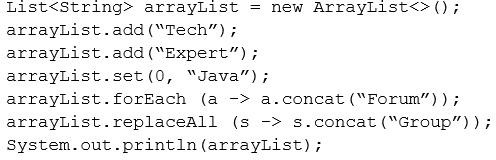 List<String> arrayList = new ArrayList<>();
arrayList.add(“Tech”);
arrayList.add(“Expert”);
arrayList.set(0, “Java”);
arrayList.forEach (a -> a.concat(“Forum”));
arrayList.replaceAll (s -> s.concat(“Group”));
System.out.println(arrayList);